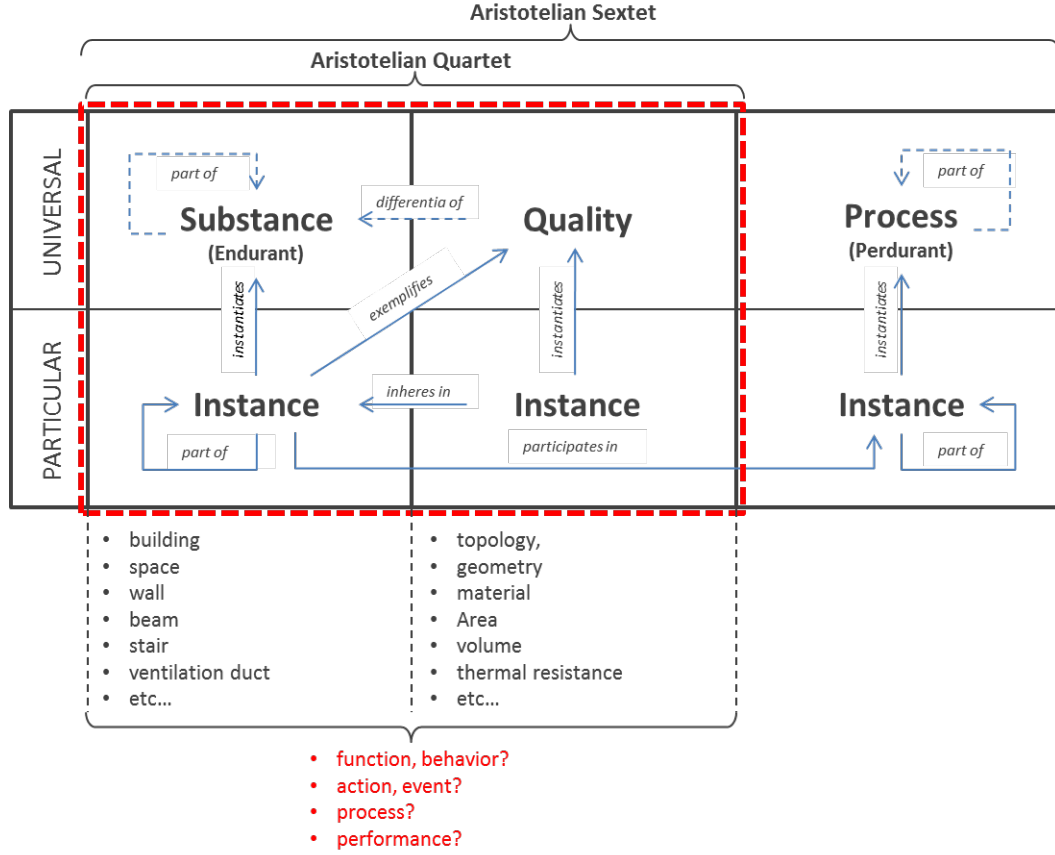 Aristotelian Sextet
Aristotelian Quartet
UNIVERSAL
part of
differentia of
part of
Substance
Quality
Process
(Endurant)
(Perdurant)
exemplifies
instantiates
instantiates
instantiates
PARTICULAR
inheres in
Instance
Instance
Instance
part of
participates in
part of
• building
• space
• wall
• beam
• stair
• ventilation duct
• etc...
• topology,
• geometry
• material
• Area
• volume
• thermal resistance
• etc...
• function, behavior?
• action, event?
• process?
• performance?